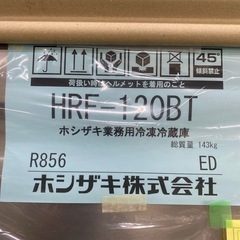 荷扱い時はヘルメットを着用のこと
45°
傾斜禁止
HRF-120BT
ホシザキ業務用冷凍冷蔵庫
総質量 143kg
R856 ED
ホシザキ株式会社